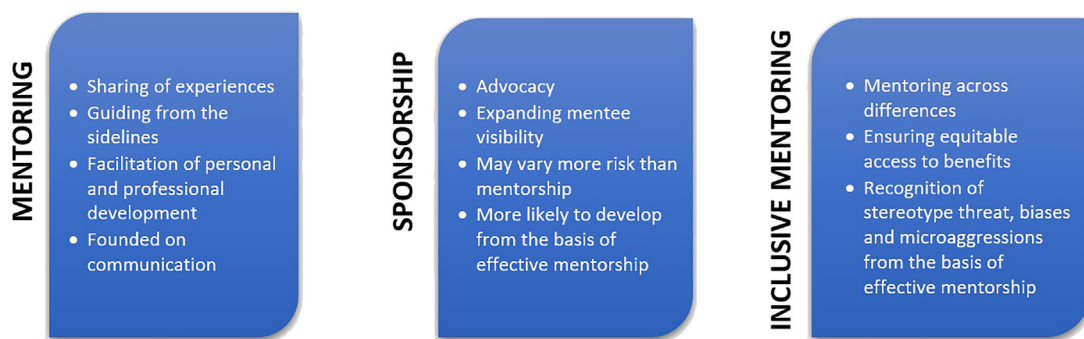 MENTORING
• Sharing of experiences
• Guiding from the
sidelines
• Facilitation of personal
and professional
development
• Founded on
communication
SPONSORSHIP
• Advocacy
• Expanding mentee
visibility
• May vary more risk than
mentorship
• More likely to develop
from the basis of
effective mentorship
INCLUSIVE MENTORING
• Mentoring across
differences
• Ensuring equitable
access to benefits
• Recognition of
stereotype threat, biases
and microaggressions
from the basis of
effective mentorship